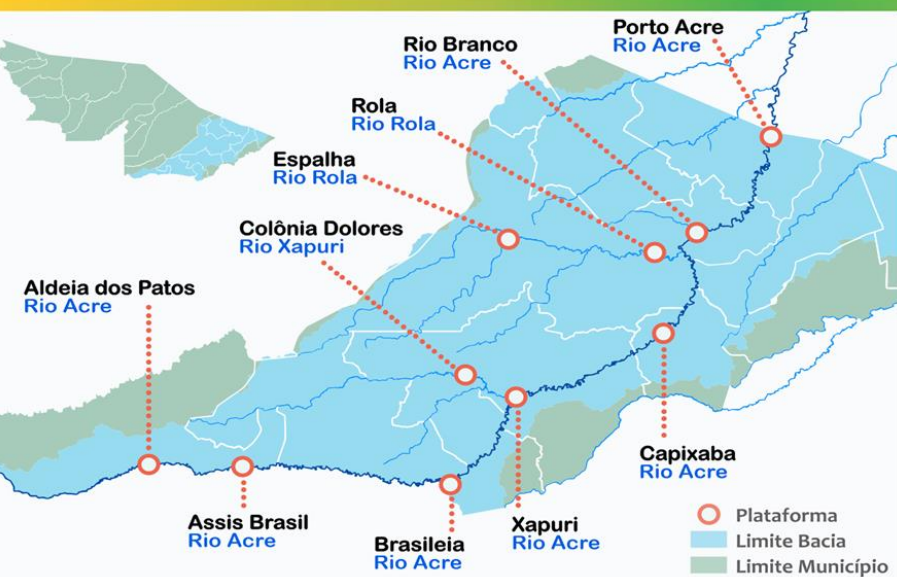 Porto Acre
Rio Acre
Rio Branco
Rio Acre
Rola
Rio Rola
Espalha
Rio Rola
Colônia Dolores
Rio Xapuri
Aldeia dos Patos
Rio Acre
Capixaba
Rio Acre
Assis Brasil
Rio Acre
Brasileia
Rio Acre
Xapuri
Rio Acre
Plataforma
Limite Bacia
Limite Município